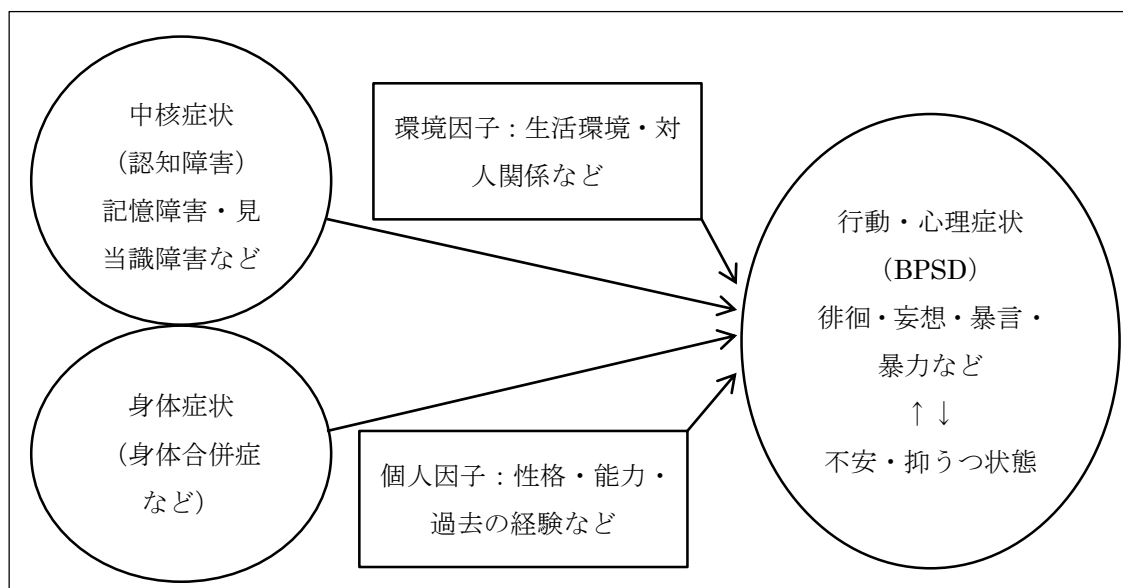 中核症状
（認知障害）
記憶障害・見
当識障害など
身体症状
（身体合併症
など）
環境因子：生活環境・対
人関係など
個人因子：性格・能力・
過去の経験など
行動・心理症状
（BPSD）
徘徊・妄想・暴言・
暴力など
↑↓
不安・抑うつ状態